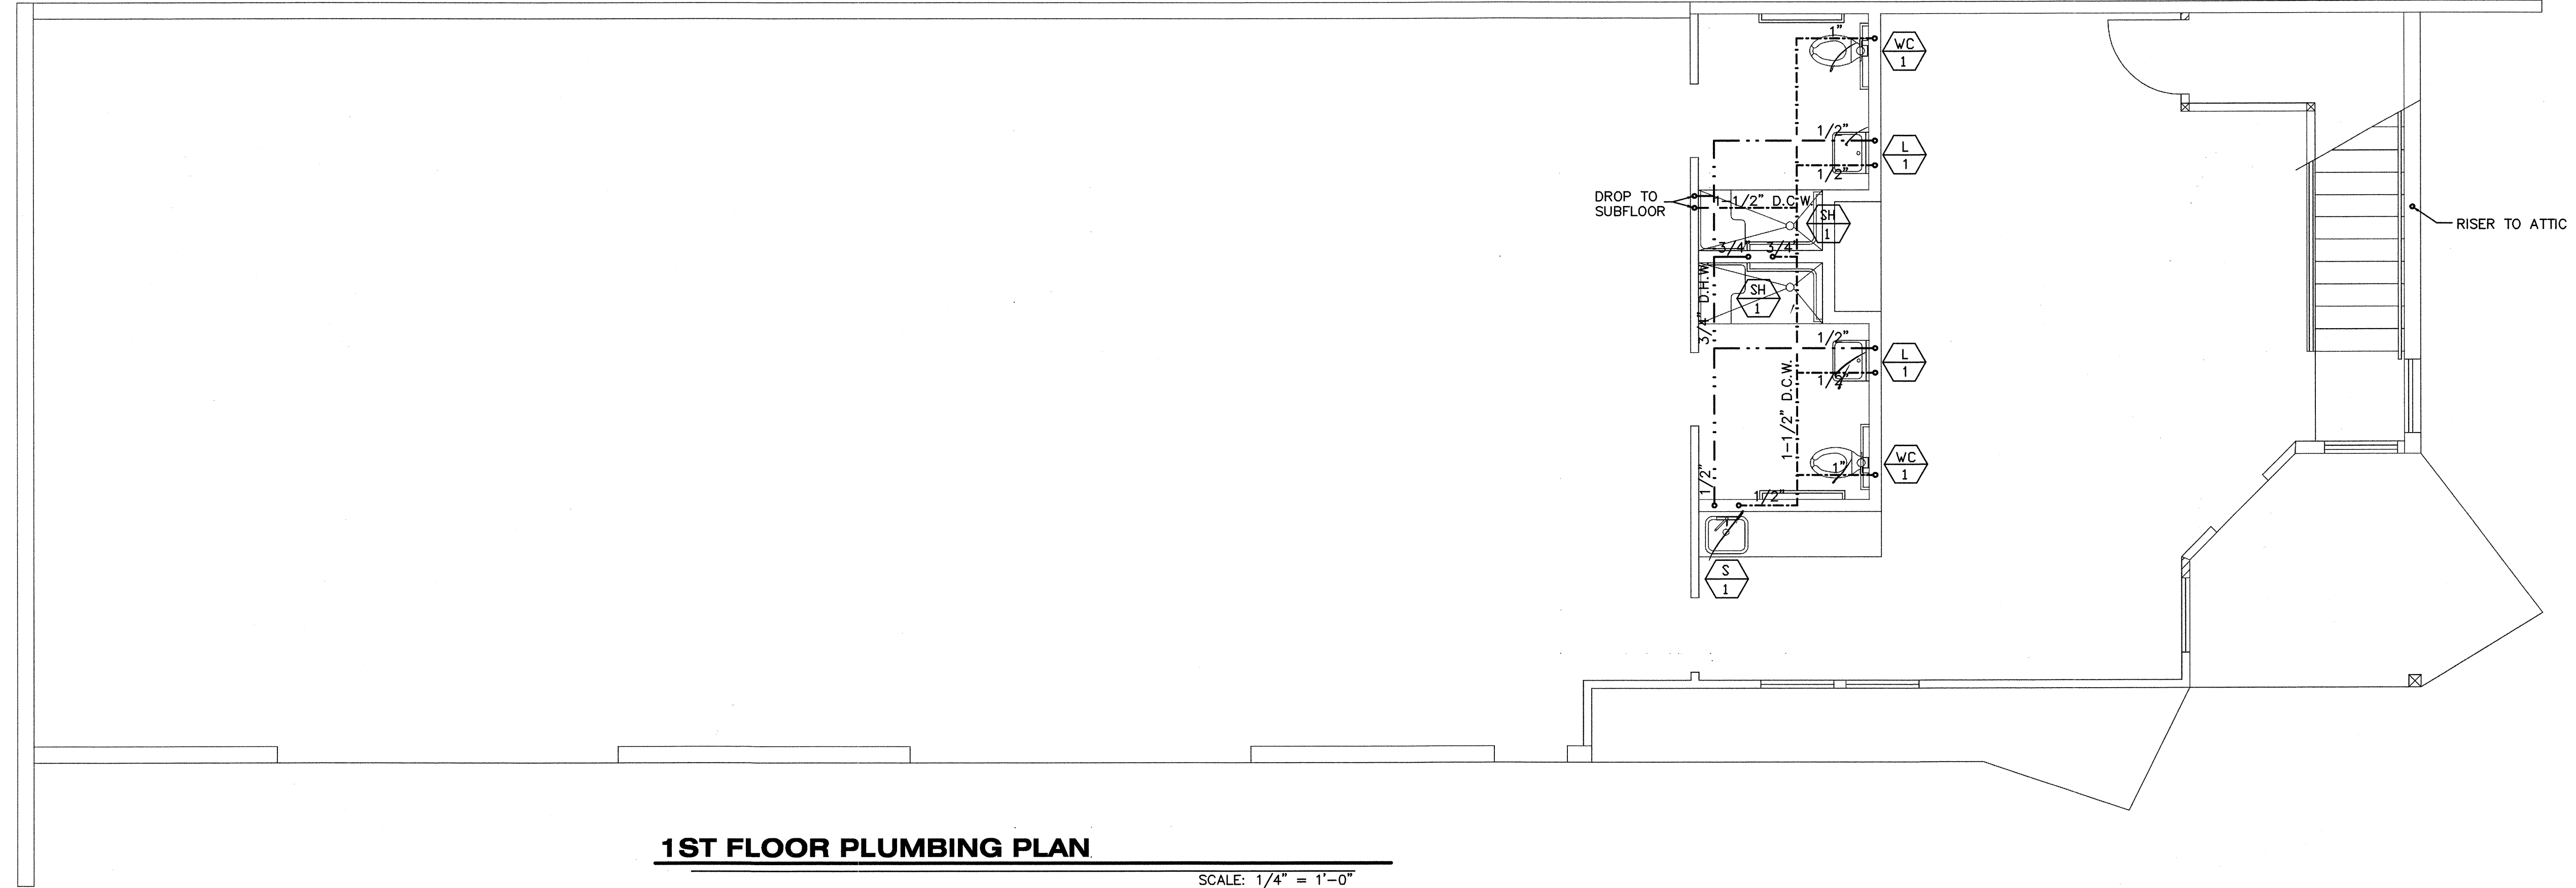 1"
WC
1
1/2"
L
1
1/2"
DROP TO
SUBFLOOR
1-1/2" D.C.W.
SH
1
RISER TO ATTIC
3/4"
3/4"
3/4" D.H.W.
SH
1
1/2"
L
1
1/2"
1-1/2" D.C.W.
WC
1
1"
1/2"
1/2"
S
1
1ST FLOOR PLUMBING PLAN
SCALE: 1/4" = 1'-0"